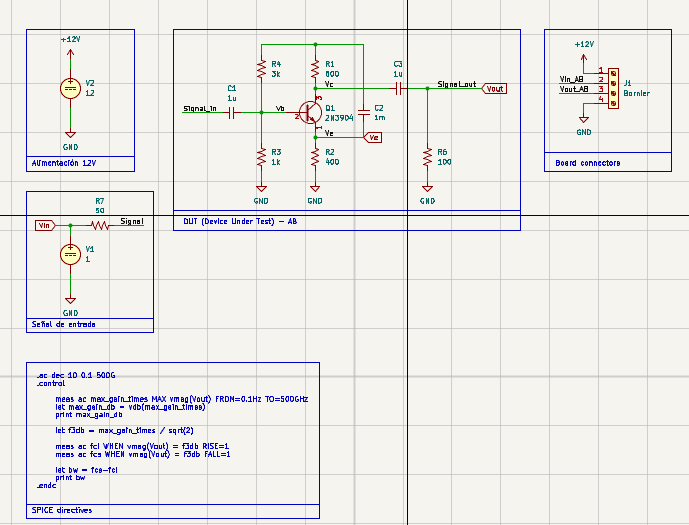 +12V
V2
12
GND
Alimentación 12V
R4
3k
R1
800
C3
1u
Vc
Signal_out
Vout
C1
1u
Signal_in
Vb
3
Q1
2N3904
2
1
C2
1m
Ve
Ve
R3
1k
R2
400
R6
100
GND
GND
GND
DUT (Device Under Test) - AB
+12V
Vin_AB
Vout_AB
1
2
3
4
J1
Bornier
GND
Board connectors
R7
50
Vin
Signal
V1
1
GND
Señal de entrada
.ac dec 10 0.1 500G
.control
meas ac max_gain_times MAX vmag(Vout) FROM=0.1Hz TO=500GHz
let max_gain_db = vdb(max_gain_times)
print max_gain_db
let f3db = max_gain_times / sqrt(2)
meas ac fci WHEN vmag(Vout) = f3db RISE=1
meas ac fcs WHEN vmag(Vout) = f3db FALL=1
let bw = fcs-fci
print bw
.endc
SPICE directives